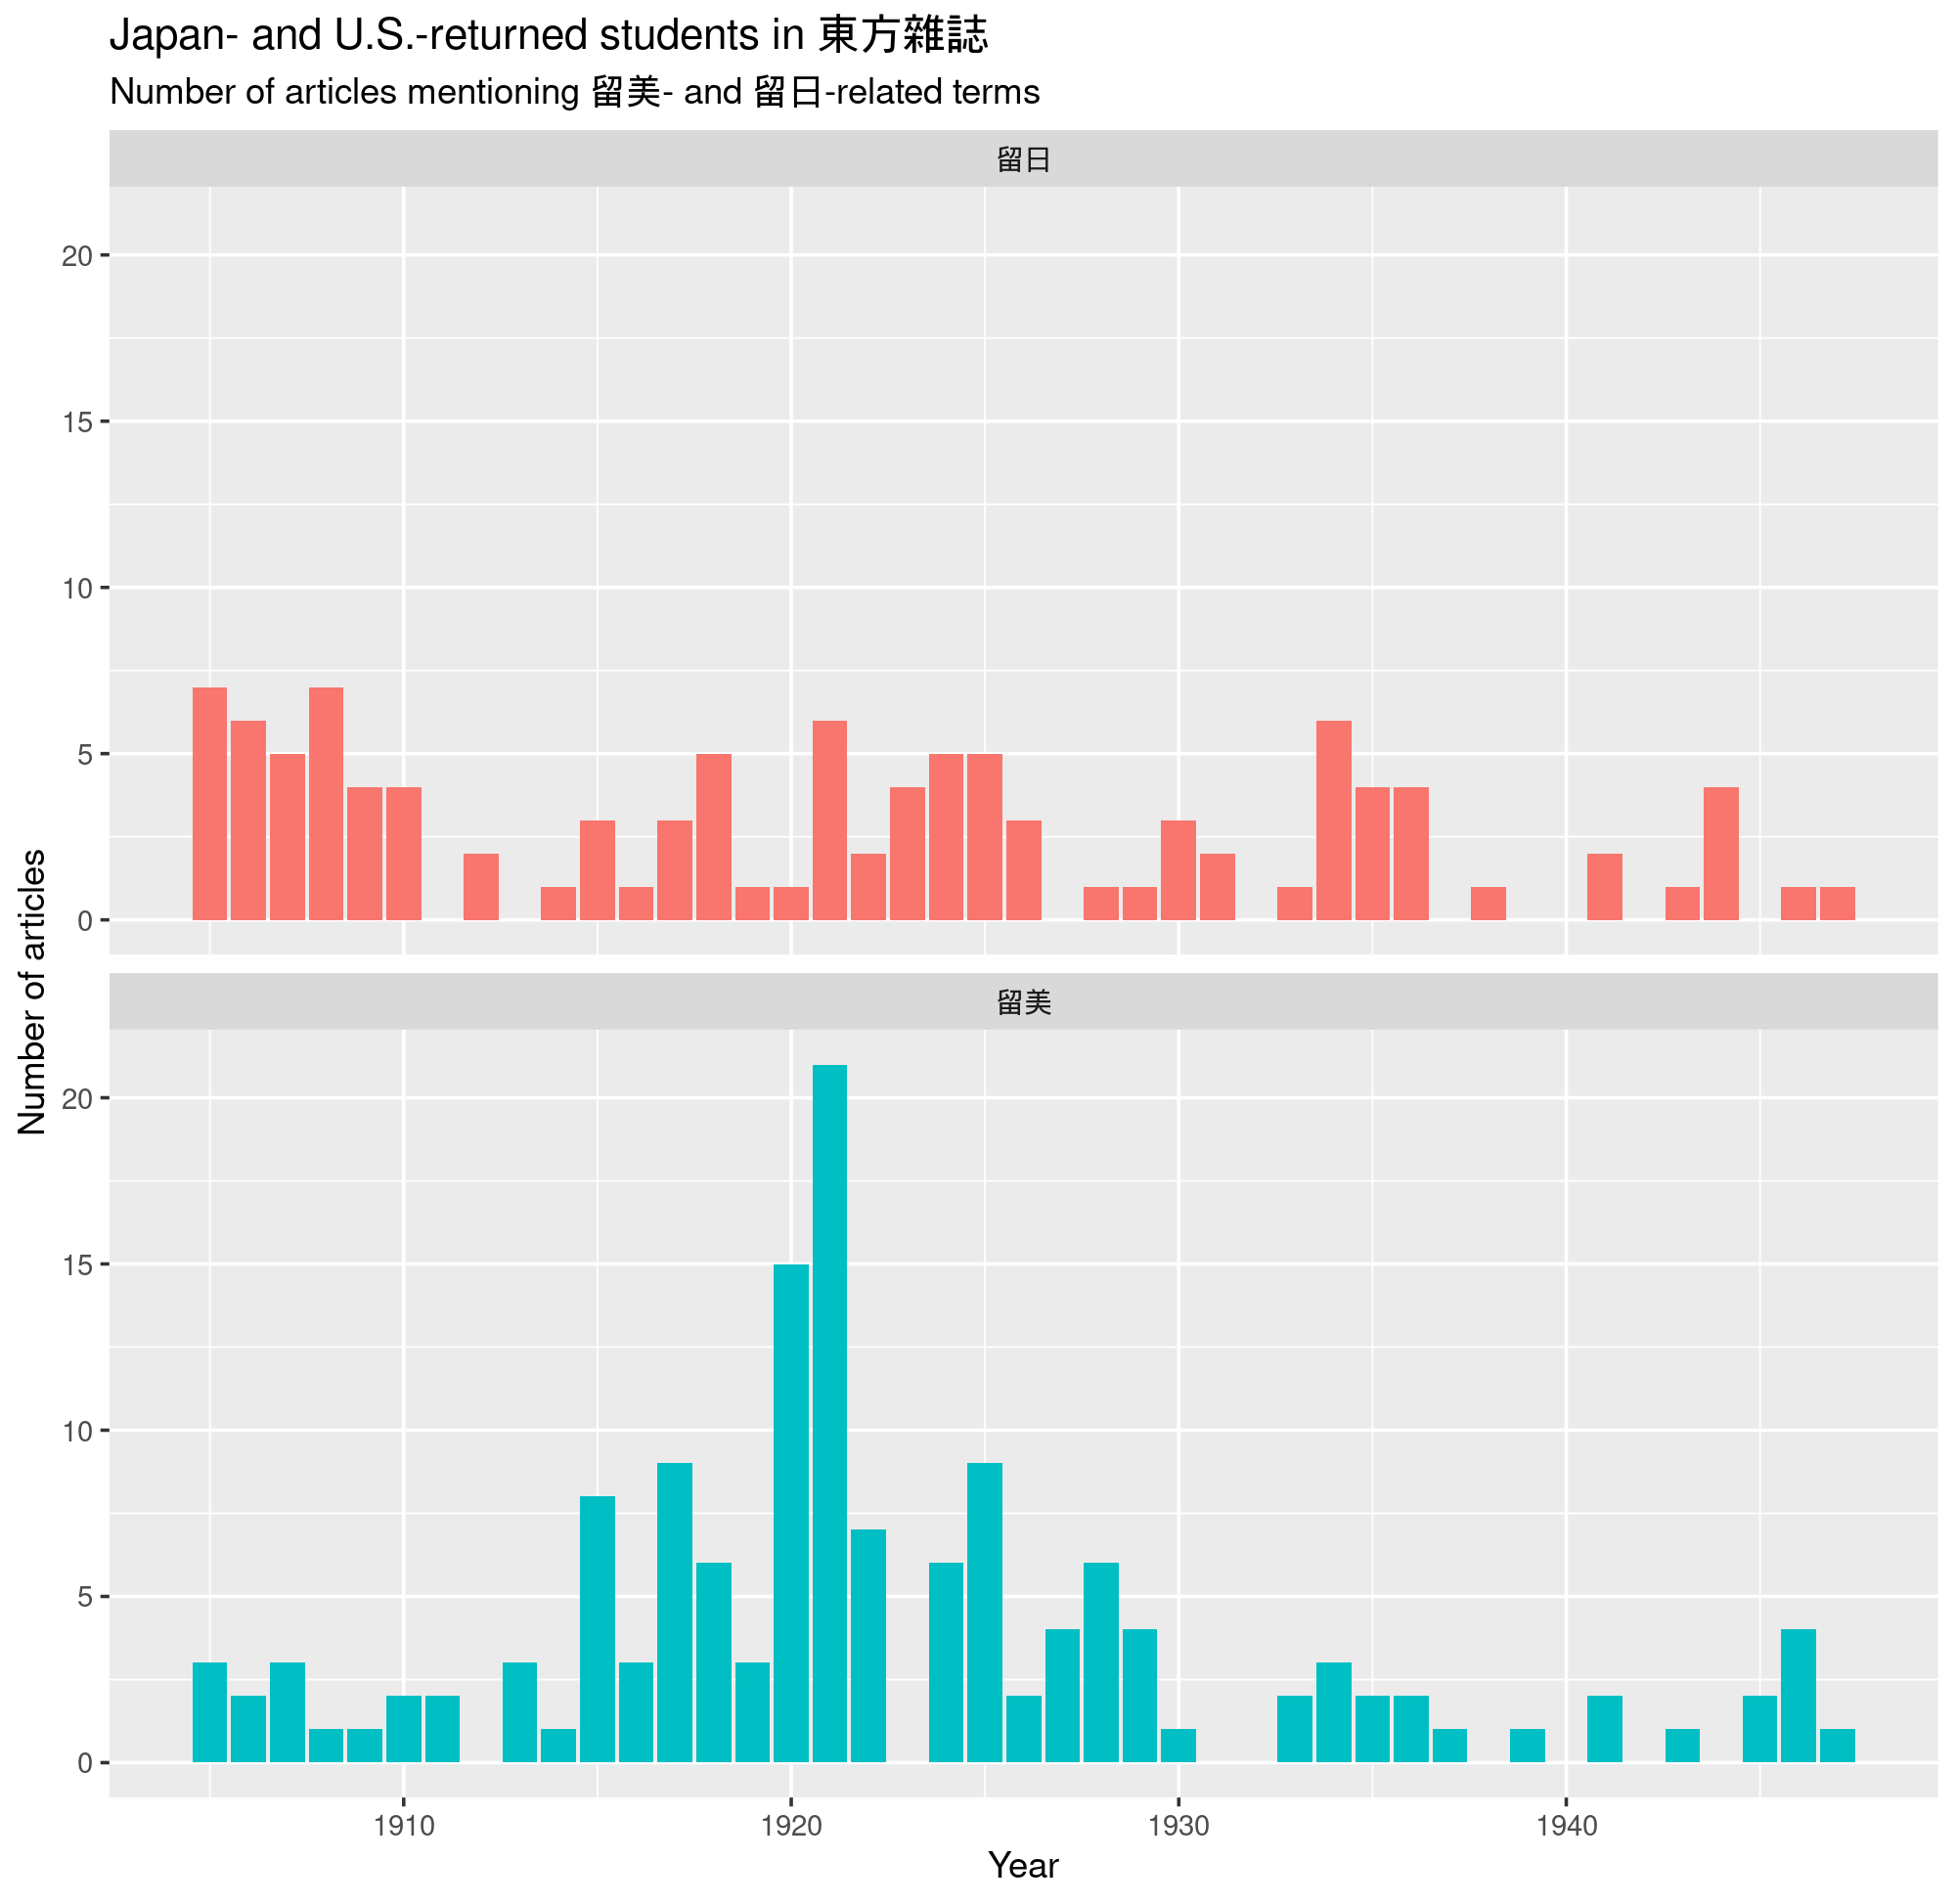 Japan- and U.S.-returned students in 東方雜誌
Number of articles mentioning 留美- and 留日-related terms
留日
20
15
10
5
0
Number of articles
留美
20
15
10
5
0
1910 1920 1930 1940
Year